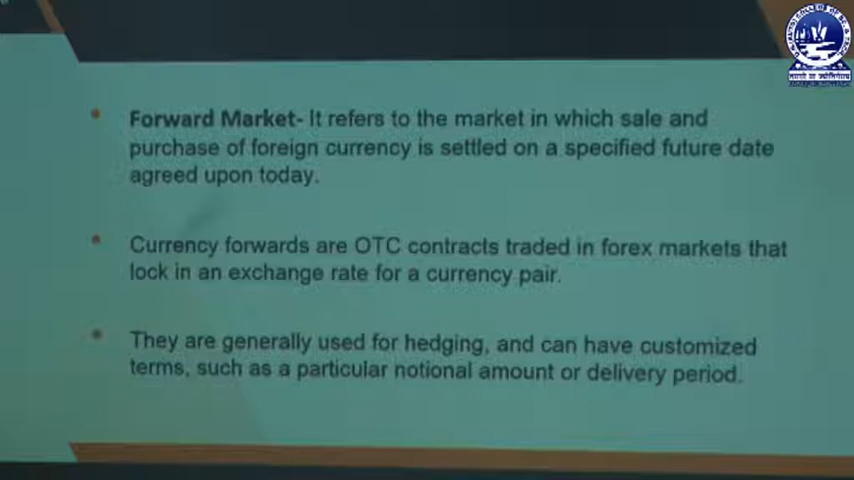 Forward Market- It refers to the market in which sale and
purchase of foreign currency is settled on a specified future date
agreed upon today.
Currency forwards are OTC contracts traded in forex markets that
lock in an exchange rate for a currency pair.
They are generally used for hedging, and can have customized
terms, such as a particular notional amount or delivery period.